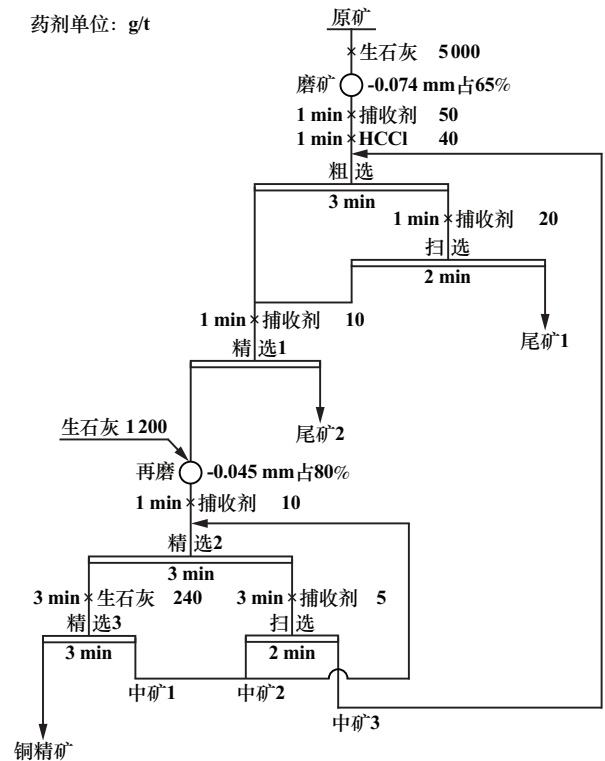 药剂单位：g/t
原矿
生石灰 5000
磨矿 -0.074 mm占65%
1 min 捕收剂 50
1 min HCCl 40
粗选
3 min
1 min 捕收剂 20
扫选
2 min
1 min 捕收剂 10
尾矿1
精选1
尾矿2
生石灰 1200
再磨 -0.045 mm占80%
1 min 捕收剂 10
精选2
3 min
3 min 生石灰 240
3 min 捕收剂 5
精选3
扫选
3 min
2 min
中矿1
中矿2
中矿3
铜精矿